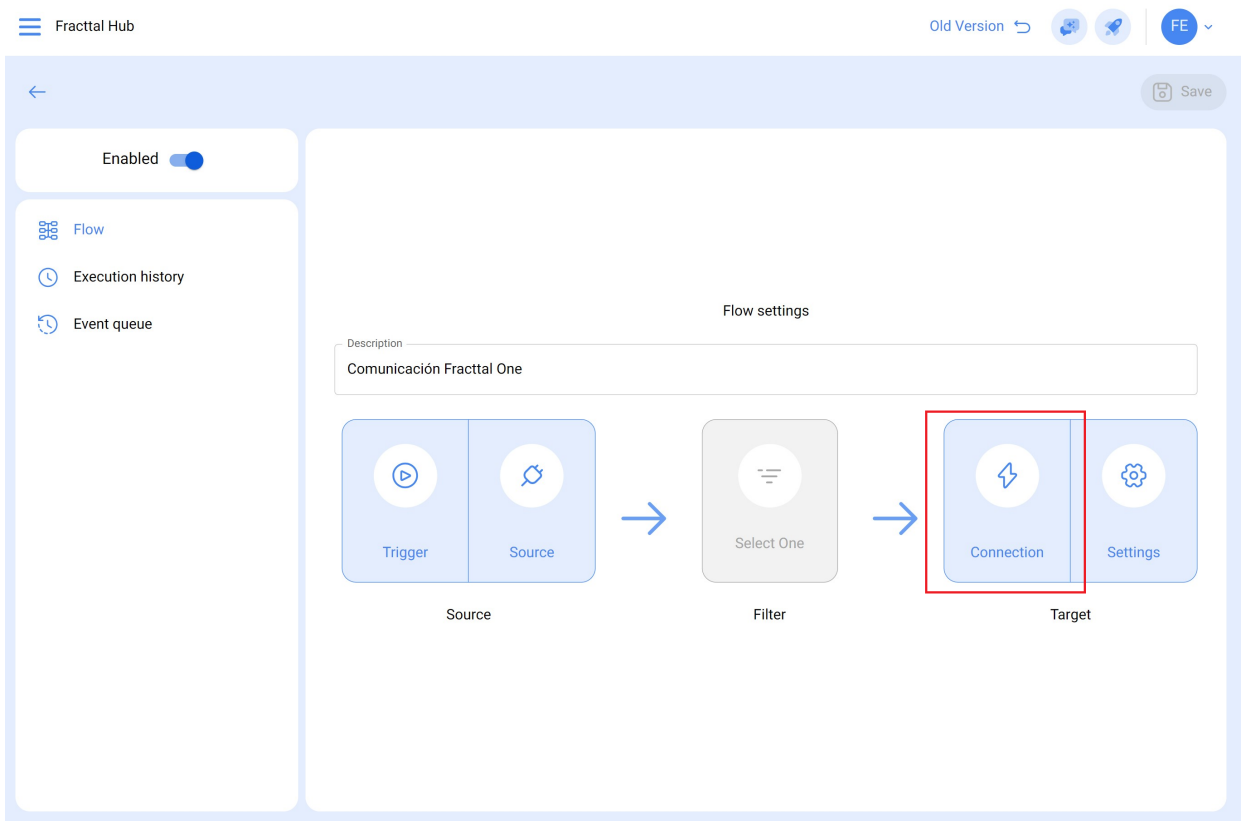 Fracttal Hub
Old Version
FE
Save
Enabled
Flow
Execution history
Event queue
Flow settings
Description
Comunicación Fracttal One
Trigger
Source
Select One
Connection
Settings
Source
Filter
Target